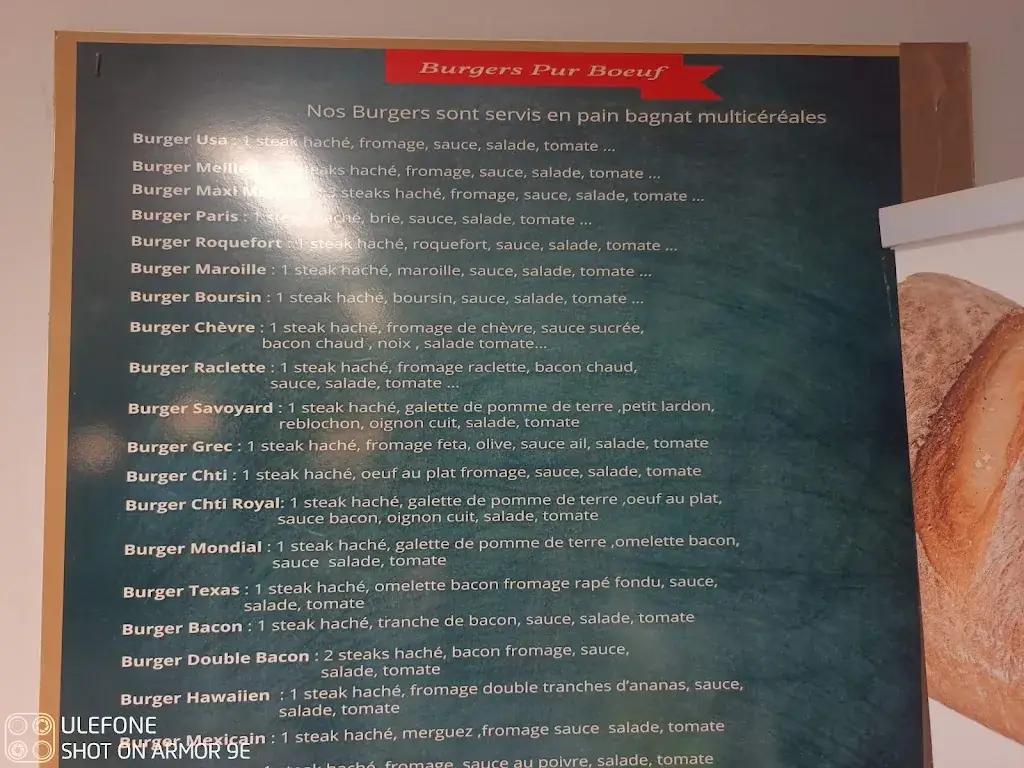 Burgers Pur Boeuf
Nos Burgers sont servis en pain bagnat multicéréales
Burger Usa : 1 steak haché, fromage, sauce, salade, tomate ...
Burger steaks haché, fromage, sauce, salade, tomate ...
Burger Maxi steaks haché, fromage, sauce, salade, tomate ...
Burger Paris : 1 steak haché, brie, sauce, salade, tomate ...
Burger Roquefort : 1 steak haché, roquefort, sauce, salade, tomate ...
Burger Maroille : 1 steak haché, maroille, sauce, salade, tomate ...
Burger Boursin : 1 steak haché, boursin, sauce, salade, tomate ...
Burger Chèvre : 1 steak haché, fromage de chèvre, sauce sucrée,
bacon chaud , noix , salade tomate...
Burger Raclette : 1 steak haché, fromage raclette, bacon chaud,
sauce, salade, tomate ...
Burger Savoyard : 1 steak haché, galette de pomme de terre ,petit lardon,
reblochon, oignon cuit, salade, tomate
Burger Grec : 1 steak haché, fromage feta, olive, sauce ail, salade, tomate
Burger Chti : 1 steak haché, oeuf au plat fromage, sauce, salade, tomate
Burger Chti Royal: 1 steak haché, galette de pomme de terre ,oeuf au plat,
sauce bacon, oignon cuit, salade, tomate
Burger Mondial : 1 steak haché, galette de pomme de terre ,omelette bacon,
sauce salade, tomate
Burger Texas : 1 steak haché, omelette bacon fromage rapé fondu, sauce,
salade, tomate
Burger Bacon : 1 steak haché, tranche de bacon, sauce, salade, tomate
Burger Double Bacon : 2 steaks haché, bacon fromage, sauce,
salade, tomate
Burger Hawaiien : 1 steak haché, fromage double tranches d'ananas, sauce,
salade, tomate
Burger Mexicain : 1 steak haché, merguez ,fromage sauce salade, tomate
steak haché, fromage, sauce au poivre, salade, tomate
ULEFONE
SHOT ON ARMOR 9E